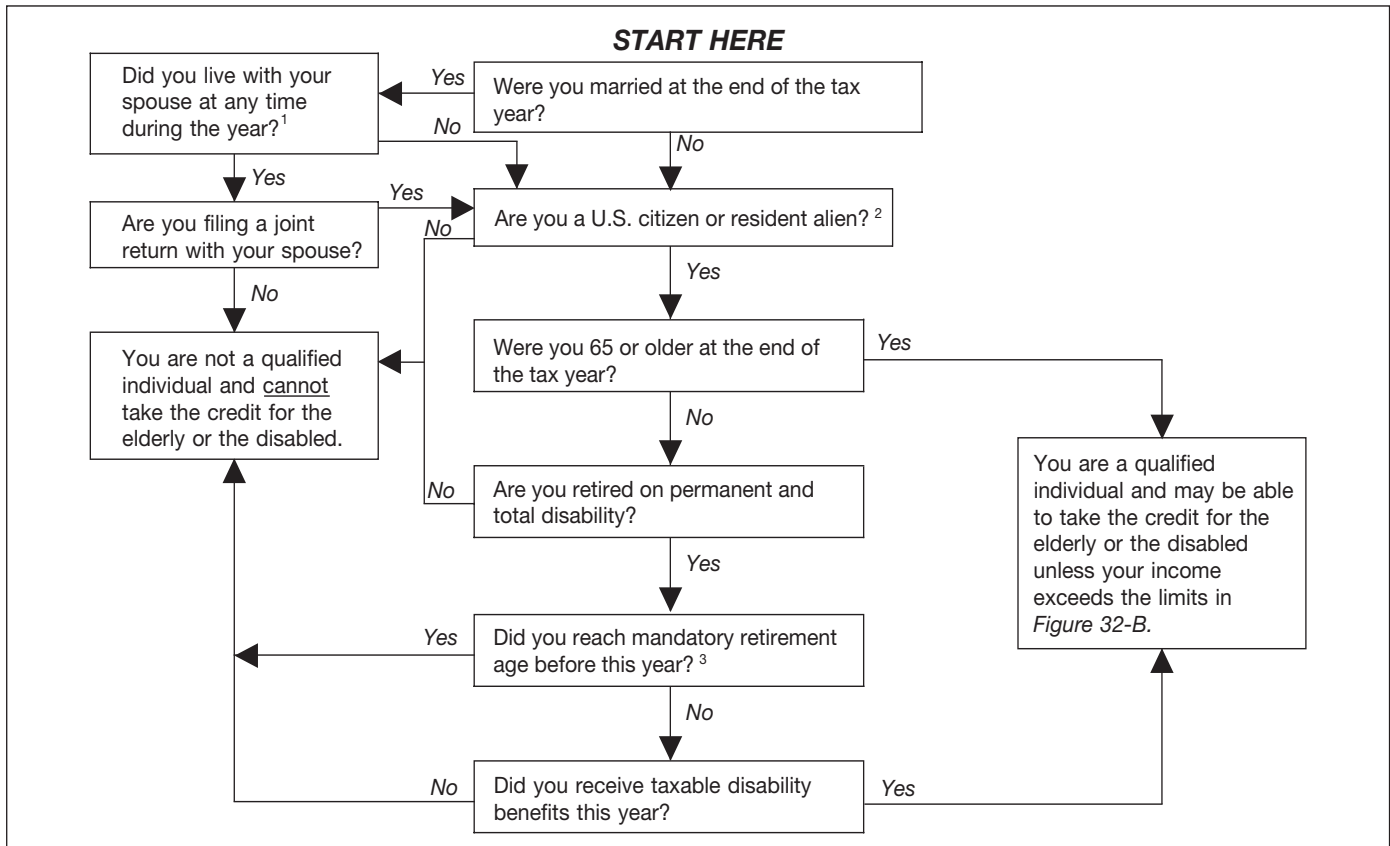 START HERE
Did you live with your
spouse at any time
during the year?1
Yes
Were you married at the end of the tax
year?
No
No
Yes
Are you filing a joint
return with your spouse?
Yes
Are you a U.S. citizen or resident alien? 2
No
Yes
No
You are not a qualified
individual and cannot
take the credit for the
elderly or the disabled.
Were you 65 or older at the end of
the tax year?
Yes
No
You are a qualified
individual and may be able
to take the credit for the
elderly or the disabled
unless your income
exceeds the limits in
Figure 32-B.
No
Are you retired on permanent and
total disability?
Yes
Yes
Did you reach mandatory retirement
age before this year? 3
No
No
Did you receive taxable disability
benefits this year?
Yes